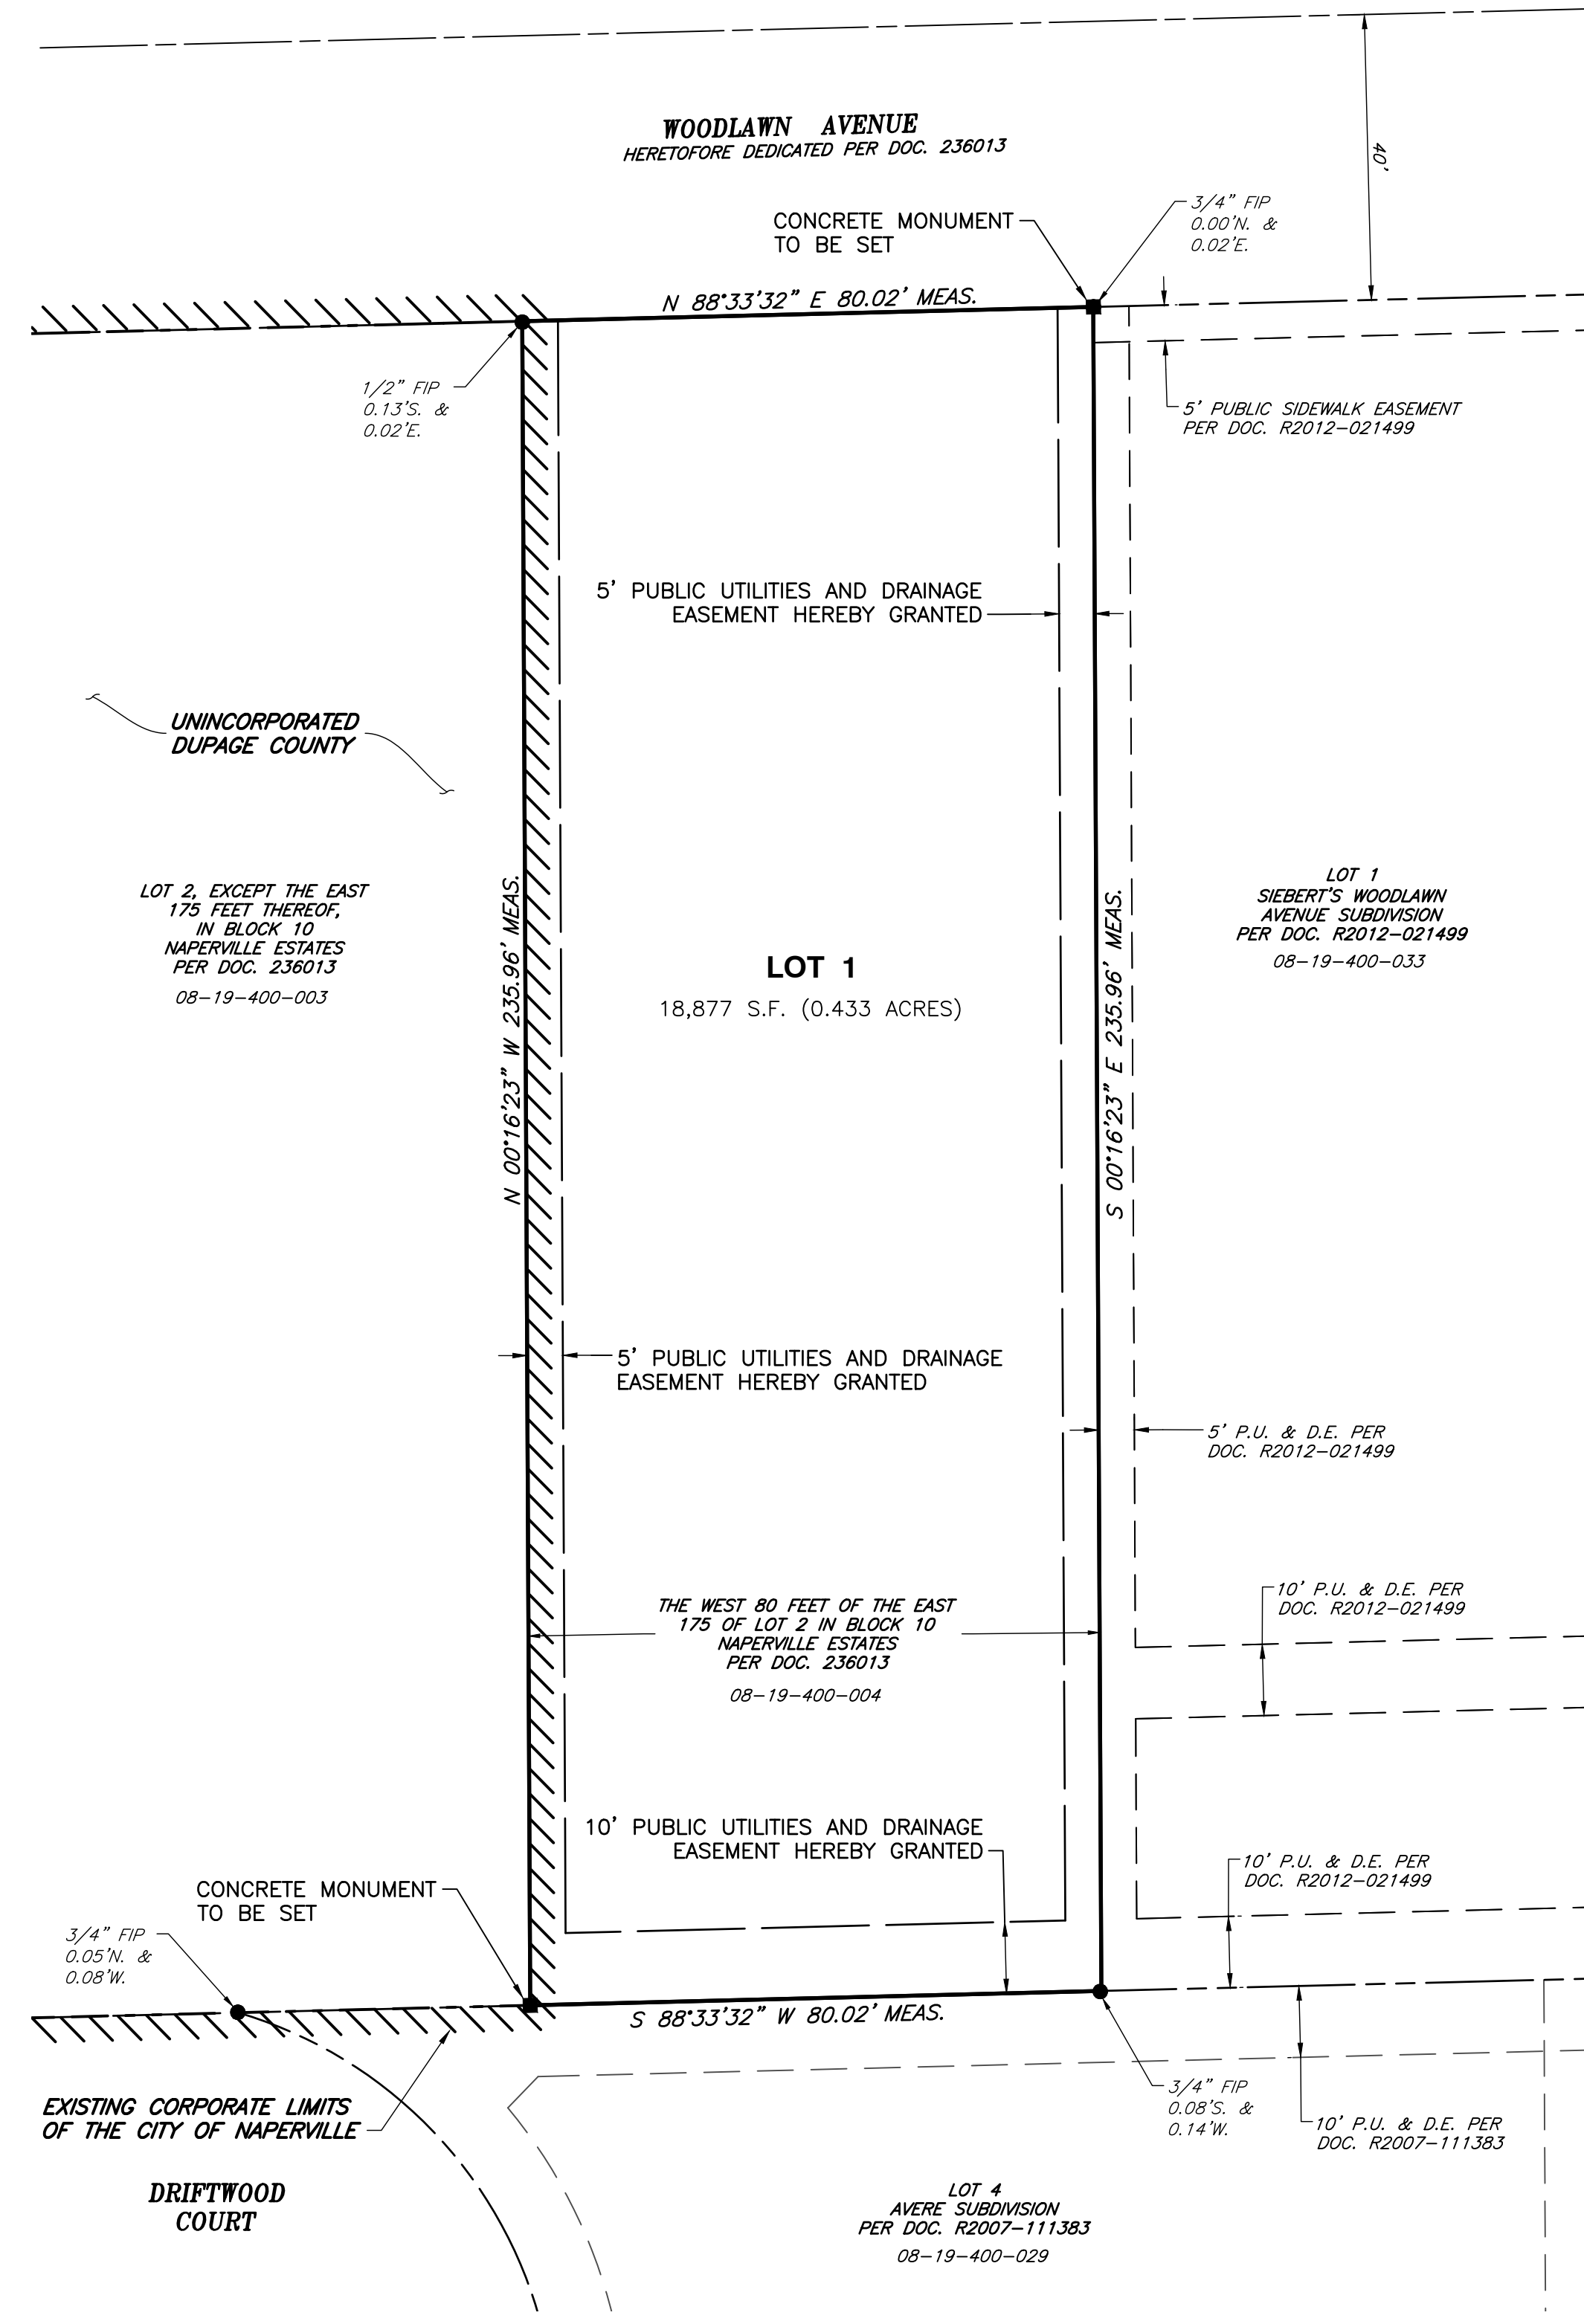 WOODLAWN AVENUE
HERETOFORE DEDICATED PER DOC. 236013
40'
CONCRETE MONUMENT
TO BE SET
3/4" FIP
0.00'N. &
0.02'E.
N 88°33'32" E 80.02' MEAS.
1/2" FIP
0.13'S. &
0.02'E.
5' PUBLIC SIDEWALK EASEMENT
PER DOC. R2012-021499
5' PUBLIC UTILITIES AND DRAINAGE
EASEMENT HEREBY GRANTED
UNINCORPORATED
DUPAGE COUNTY
LOT 2, EXCEPT THE EAST
175 FEET THEREOF,
IN BLOCK 10
NAPERVILLE ESTATES
PER DOC. 236013
08-19-400-003
N 00°16'23" W 235.96' MEAS.
LOT 1
18,877 S.F. (0.433 ACRES)
S 00°16'23" E 235.96' MEAS.
LOT 1
SIEBERT'S WOODLAWN
AVENUE SUBDIVISION
PER DOC. R2012-021499
08-19-400-033
5' PUBLIC UTILITIES AND DRAINAGE
EASEMENT HEREBY GRANTED
5' P.U. & D.E. PER
DOC. R2012-021499
THE WEST 80 FEET OF THE EAST
175 OF LOT 2 IN BLOCK 10
NAPERVILLE ESTATES
PER DOC. 236013
08-19-400-004
10' P.U. & D.E. PER
DOC. R2012-021499
10' PUBLIC UTILITIES AND DRAINAGE
EASEMENT HEREBY GRANTED
10' P.U. & D.E. PER
DOC. R2012-021499
CONCRETE MONUMENT
TO BE SET
3/4" FIP
0.05'N. &
0.08'W.
S 88°33'32" W 80.02' MEAS.
EXISTING CORPORATE LIMITS
OF THE CITY OF NAPERVILLE
3/4" FIP
0.08'S. &
0.14'W.
10' P.U. & D.E. PER
DOC. R2007-111383
DRIFTWOOD
COURT
LOT 4
AVERE SUBDIVISION
PER DOC. R2007-111383
08-19-400-029